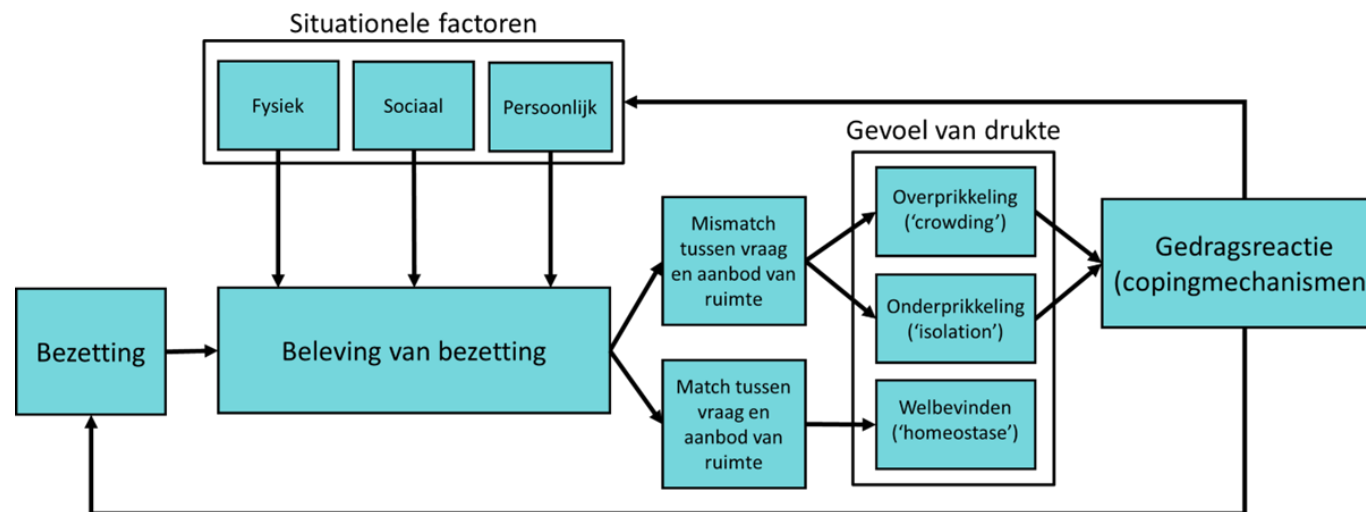 Situationele factoren
Fysiek
Sociaal
Persoonlijk
Gevoel van drukte
Mismatch
tussen vraag
en aanbod van
ruimte
Overprikkeling
(‘crowding’)
Gedragsreactie
(copingmechanismen
Onderprikkeling
(‘isolation’)
Bezetting
Beleving van bezetting
Match tussen
vraag en
aanbod van
ruimte
Welbevinden
(‘homeostase’)